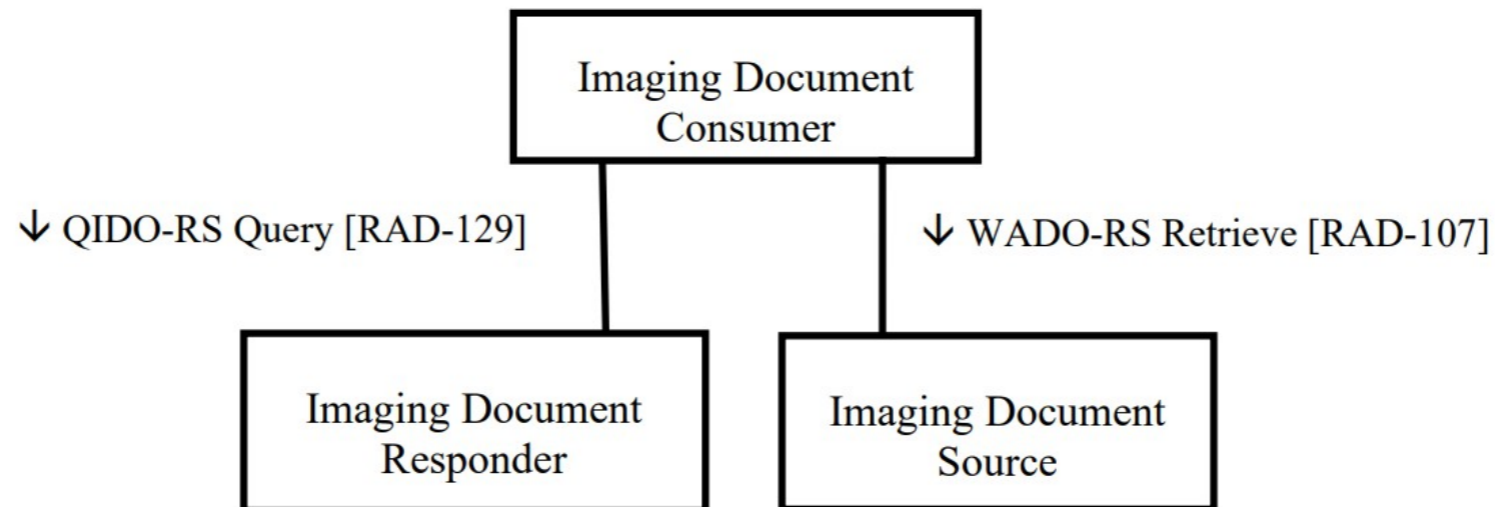 Imaging Document
Consumer
↓ QIDO-RS Query [RAD-129]
↓ WADO-RS Retrieve [RAD-107]
Imaging Document
Responder
Imaging Document
Source